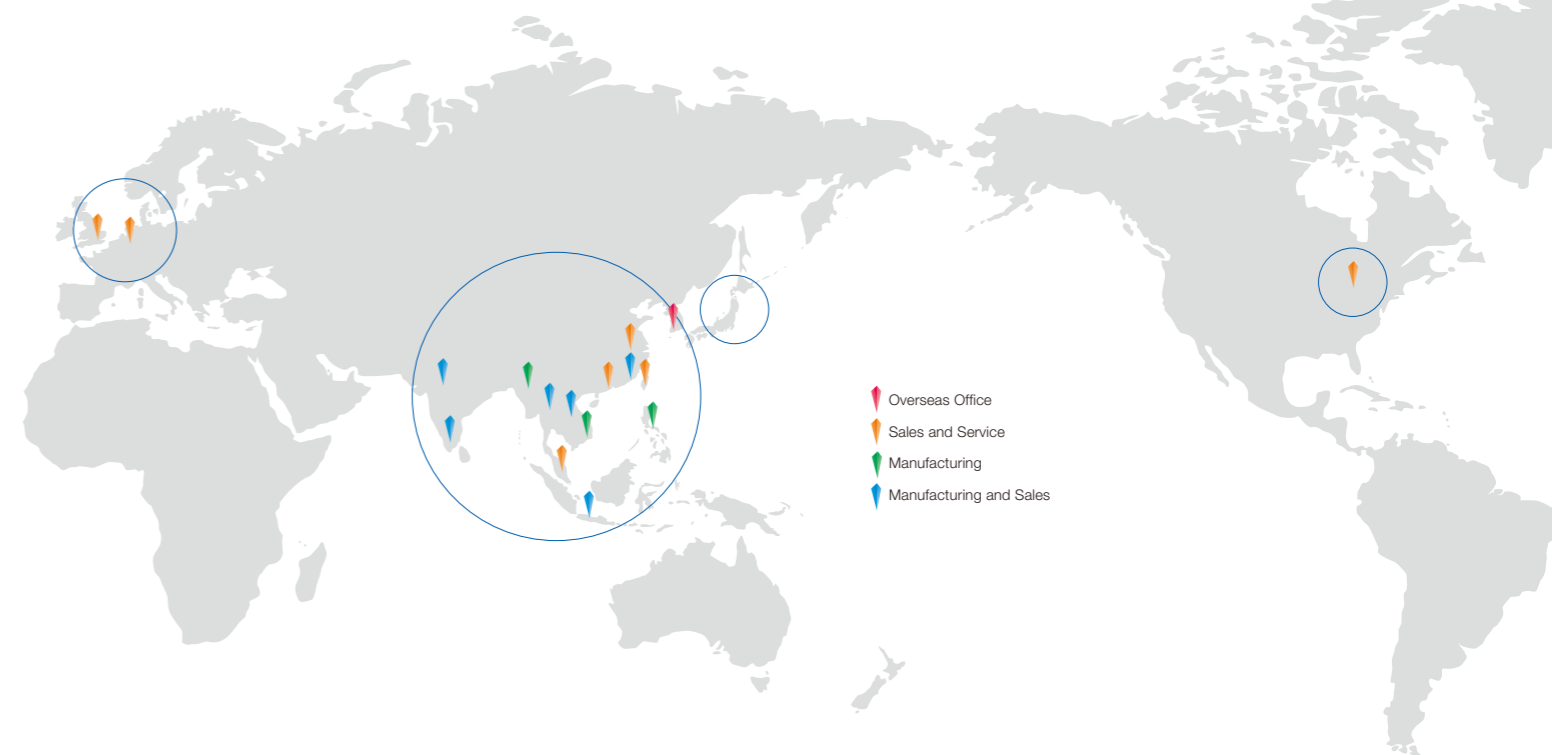 Overseas Office
Sales and Service
Manufacturing
Manufacturing and Sales